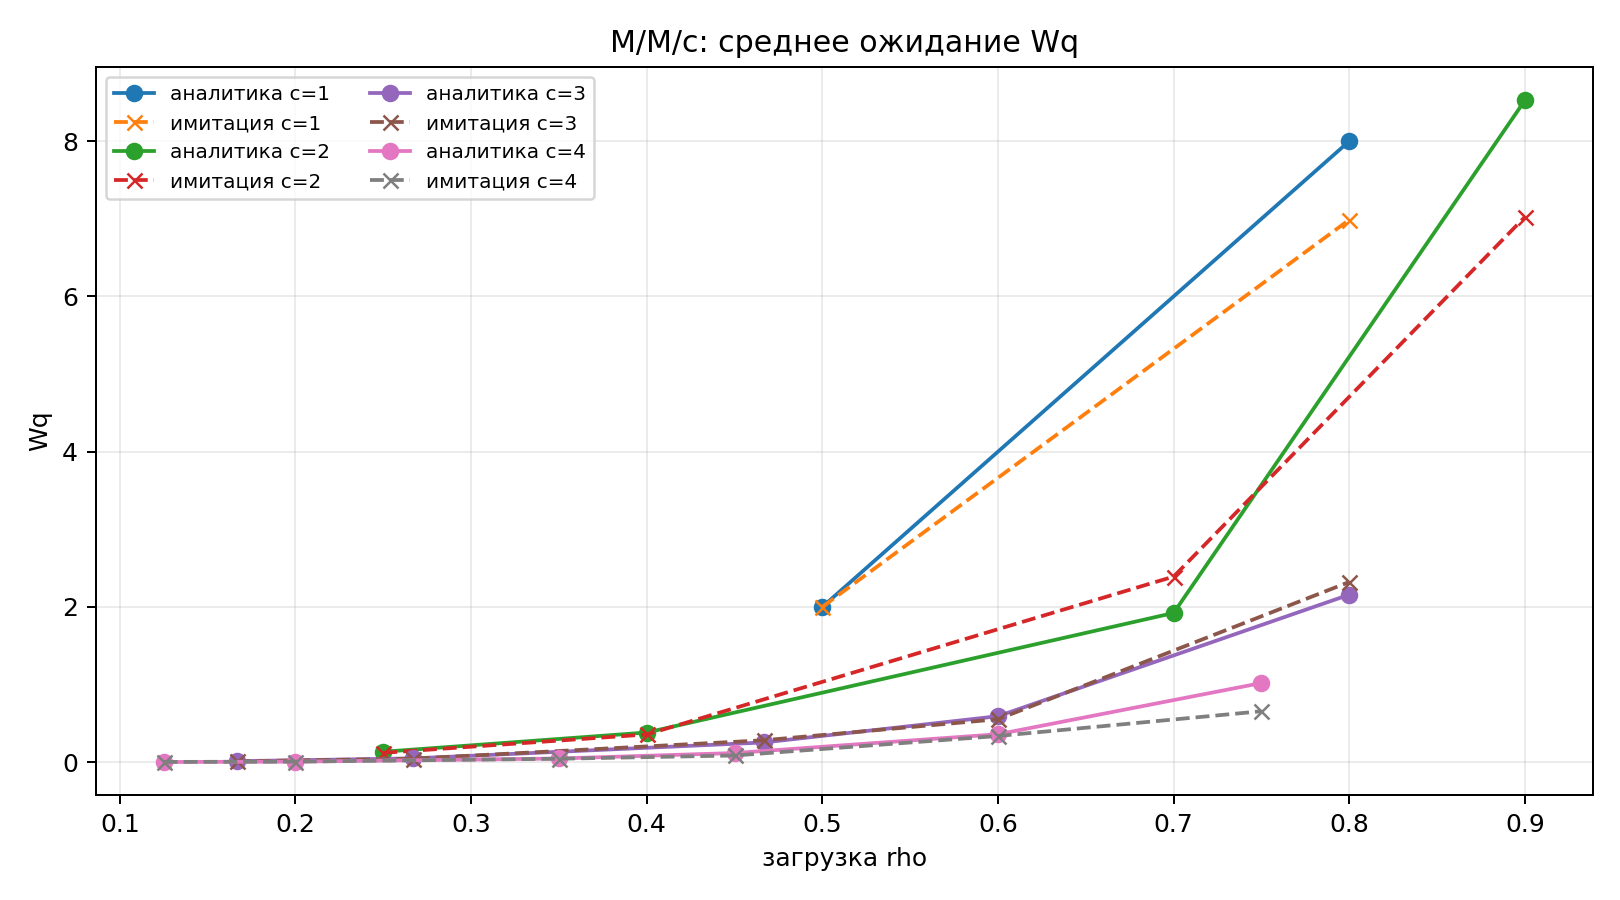 M/M/c: среднее ожидание Wq
аналитика c=1
имитация c=1
аналитика c=2
имитация c=2
аналитика c=3
имитация c=3
аналитика c=4
имитация c=4
Wq
8
6
4
2
0
0.1 0.2 0.3 0.4 0.5 0.6 0.7 0.8 0.9
загрузка rho